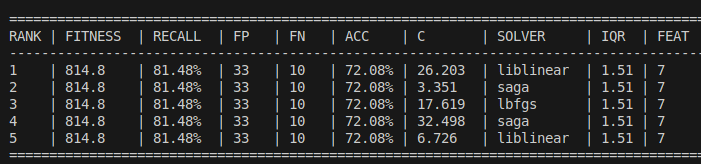 ================================================================================
RANK | FITNESS | RECALL | FP | FN | ACC | C | SOLVER | IQR | FEAT
--------------------------------------------------------------------------------
1 | 814.8 | 81.48% | 33 | 10 | 72.08% | 26.203 | liblinear | 1.51 | 7
2 | 814.8 | 81.48% | 33 | 10 | 72.08% | 3.351 | saga | 1.51 | 7
3 | 814.8 | 81.48% | 33 | 10 | 72.08% | 17.619 | lbfgs | 1.51 | 7
4 | 814.8 | 81.48% | 33 | 10 | 72.08% | 32.498 | saga | 1.51 | 7
5 | 814.8 | 81.48% | 33 | 10 | 72.08% | 6.726 | liblinear | 1.51 | 7
================================================================================